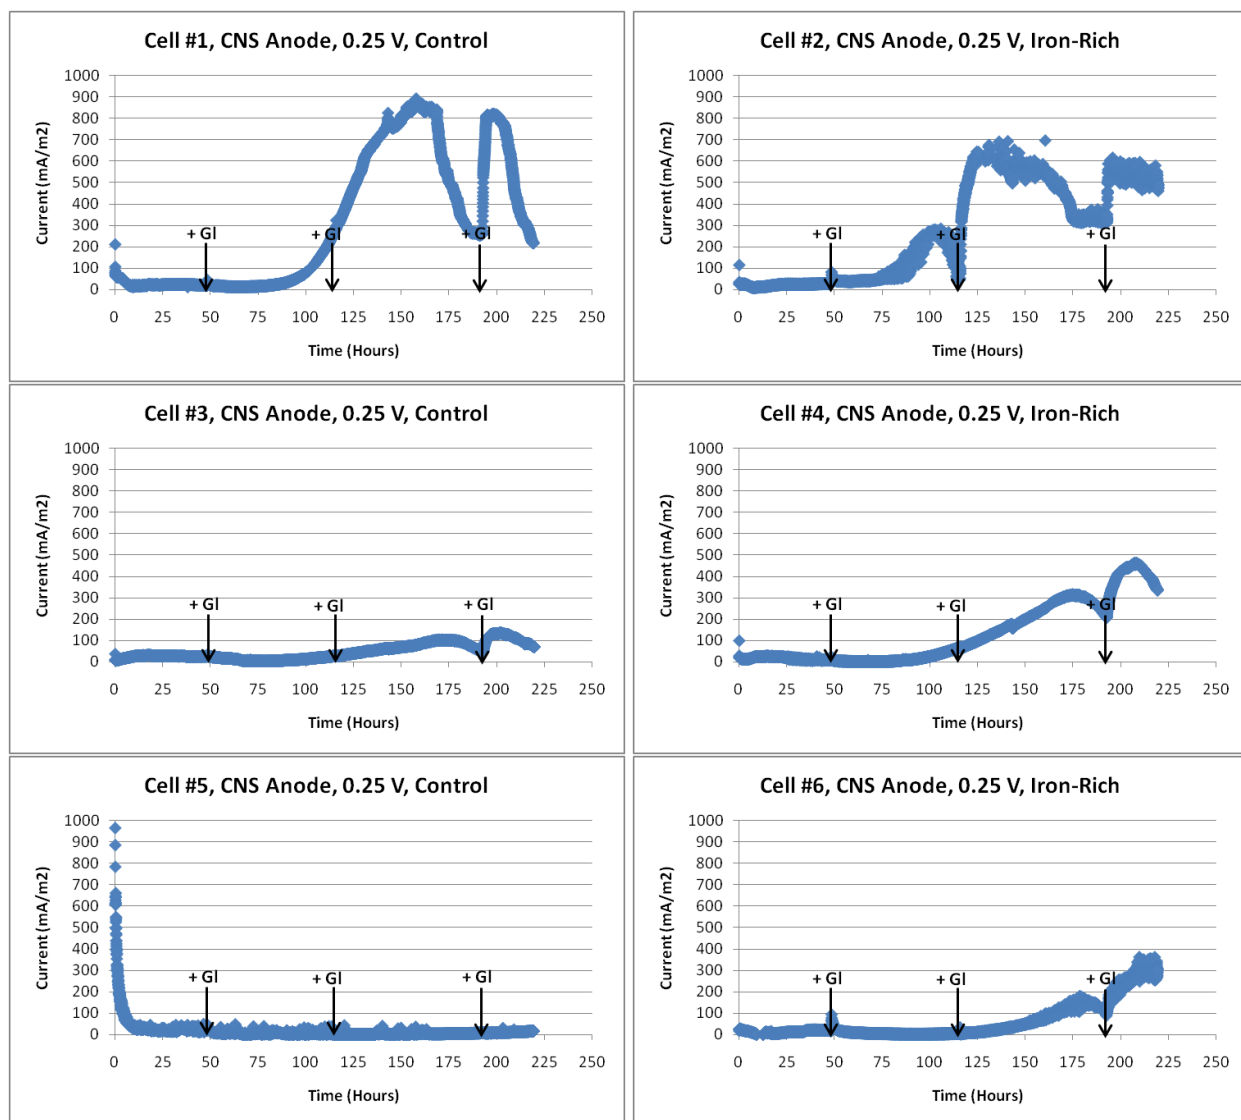 Cell #1, CNS Anode, 0.25 V, Control
Current (mA/m2)
1000
900
800
700
600
500
400
300
200
100
0
+ Gl
+ Gl
+ Gl
0 25 50 75 100 125 150 175 200 225 250
Time (Hours)
Cell #2, CNS Anode, 0.25 V, Iron-Rich
Current (mA/m2)
1000
900
800
700
600
500
400
300
200
100
0
+ Gl
+ Gl
+ Gl
0 25 50 75 100 125 150 175 200 225 250
Time (Hours)
Cell #3, CNS Anode, 0.25 V, Control
Current (mA/m2)
1000
900
800
700
600
500
400
300
200
100
0
+ Gl
+ Gl
+ Gl
0 25 50 75 100 125 150 175 200 225 250
Time (Hours)
Cell #4, CNS Anode, 0.25 V, Iron-Rich
Current (mA/m2)
1000
900
800
700
600
500
400
300
200
100
0
+ Gl
+ Gl
+ Gl
0 25 50 75 100 125 150 175 200 225 250
Time (Hours)
Cell #5, CNS Anode, 0.25 V, Control
Current (mA/m2)
1000
900
800
700
600
500
400
300
200
100
0
+ Gl
+ Gl
+ Gl
0 25 50 75 100 125 150 175 200 225 250
Time (Hours)
Cell #6, CNS Anode, 0.25 V, Iron-Rich
Current (mA/m2)
1000
900
800
700
600
500
400
300
200
100
0
+ Gl
+ Gl
+ Gl
0 25 50 75 100 125 150 175 200 225 250
Time (Hours)